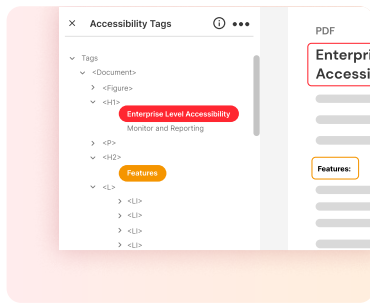 Accessibility Tags
Tags
<Document>
<Figure>
<H1>
Enterprise Level Accessibility
Monitor and Reporting
<P>
<H2>
Features
<L>
<LI>
<LI>
<LI>
<LI>
PDF
Enterpri
Accessi
Features: